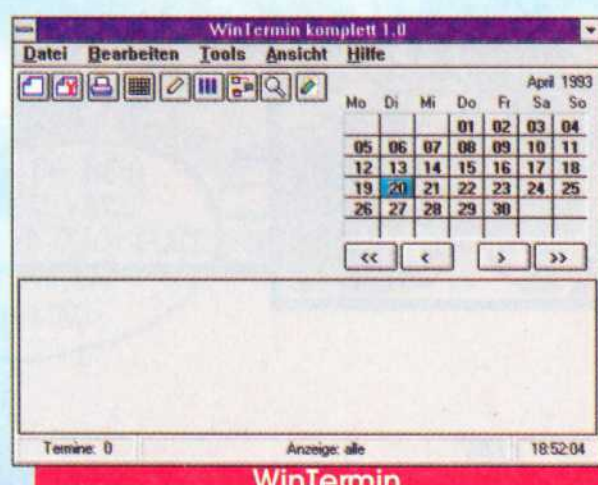 WinTermin komplett 1.0
Datei Bearbeiten Tools Ansicht Hilfe
April 1993
Mo Di Mi Do Fr Sa So
01 02 03 04
05 06 07 08 09 10 11
12 13 14 15 16 17 18
19 20 21 22 23 24 25
26 27 28 29 30
<< < > >>
Termine: 0 Anzeige: alle 18:52:04
WinTermin